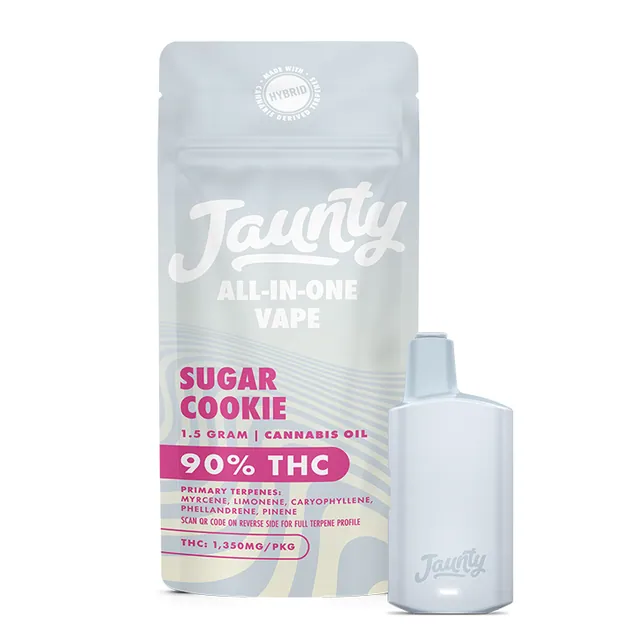 MADE WITH
HYBRID
CANNABIS DERIVED TERPENES
Jaunty
ALL-IN-ONE
VAPE
SUGAR
COOKIE
1.5 GRAM | CANNABIS OIL
90% THC
PRIMARY TERPENES:
MYRCENE, LIMONENE, CARYOPHYLLENE,
PHELLANDRENE, PINENE
SCAN QR CODE ON REVERSE SIDE FOR FULL TERPENE PROFILE
THC: 1,350MG/PKG
Jaunty